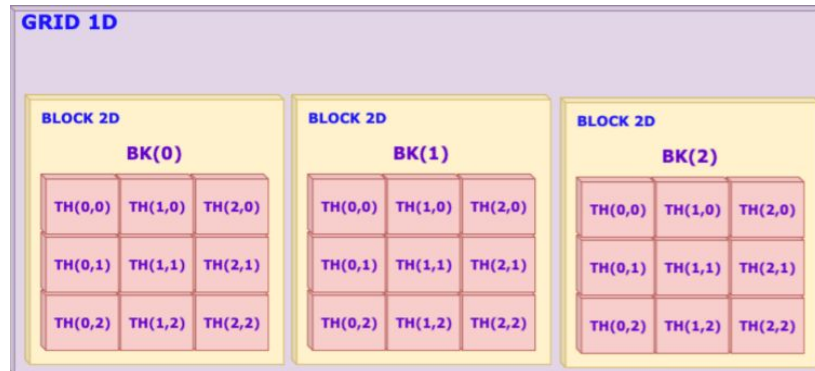 GRID 1D
BLOCK 2D
BK(0)
TH(0,0) TH(1,0) TH(2,0)
TH(0,1) TH(1,1) TH(2,1)
TH(0,2) TH(1,2) TH(2,2)
BLOCK 2D
BK(1)
TH(0,0) TH(1,0) TH(2,0)
TH(0,1) TH(1,1) TH(2,1)
TH(0,2) TH(1,2) TH(2,2)
BLOCK 2D
BK(2)
TH(0,0) TH(1,0) TH(2,0)
TH(0,1) TH(1,1) TH(2,1)
TH(0,2) TH(1,2) TH(2,2)